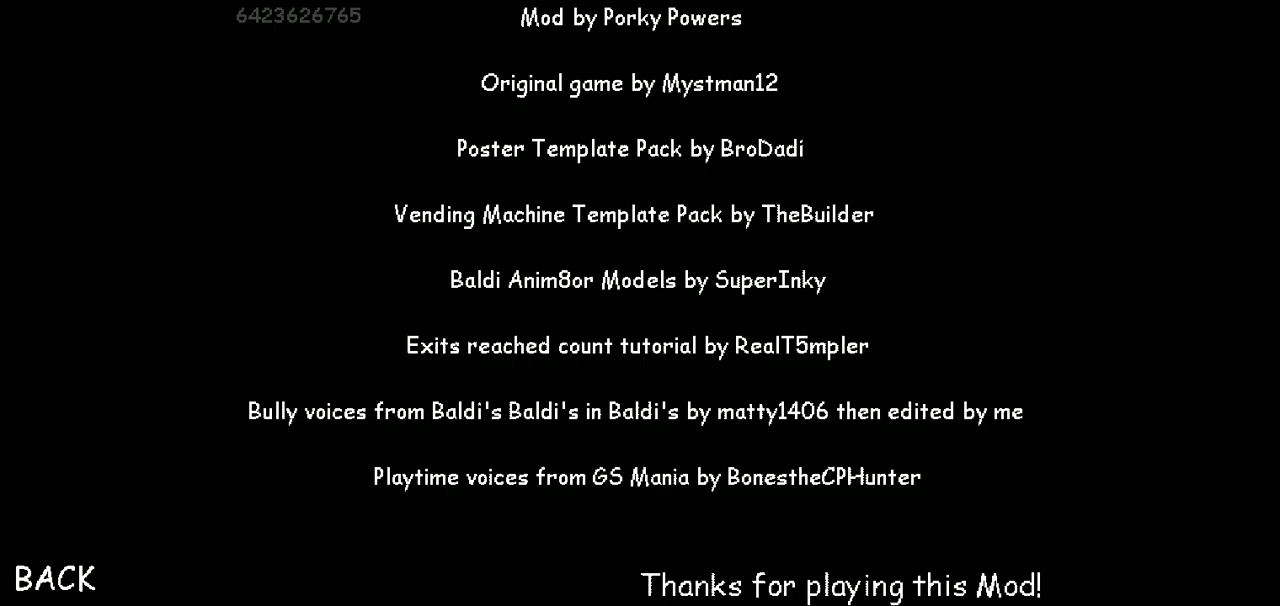 6423626765
Mod by Porky Powers
Original game by Mystman12
Poster Template Pack by BroDadi
Vending Machine Template Pack by TheBuilder
Baldi Anim8or Models by SuperInky
Exits reached count tutorial by RealT5mpler
Bully voices from Baldi's Baldi's in Baldi's by matty1406 then edited by me
Playtime voices from GS Mania by BonestheCPHunter
BACK
Thanks for playing this Mod!